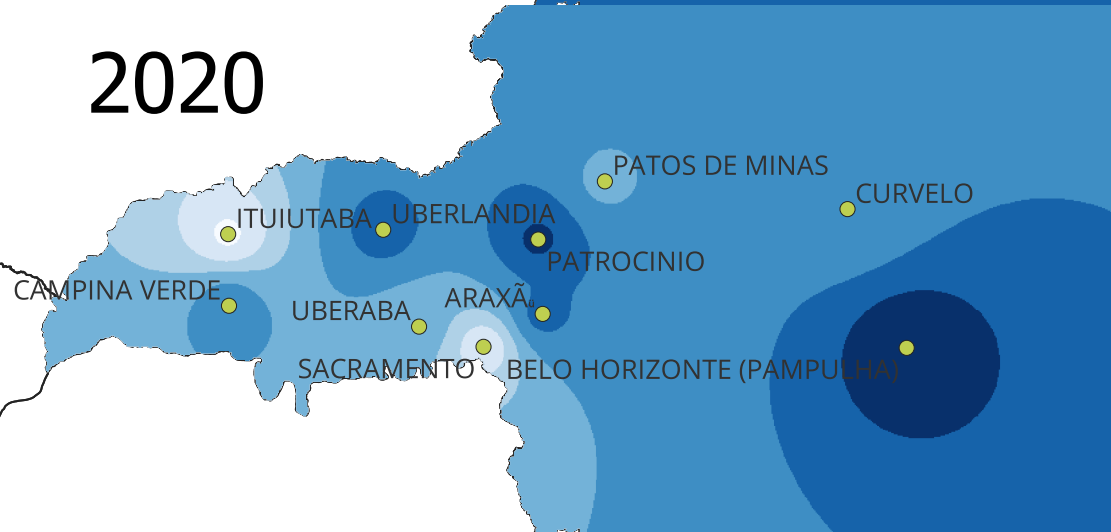 2020
PATOS DE MINAS
CURVELO
ITUIUTABA
UBERLANDIA
PATROCINIO
CAMPINA VERDE
UBERABA
ARAXÃ
SACRAMENTO
BELO HORIZONTE (PAMPULHA)